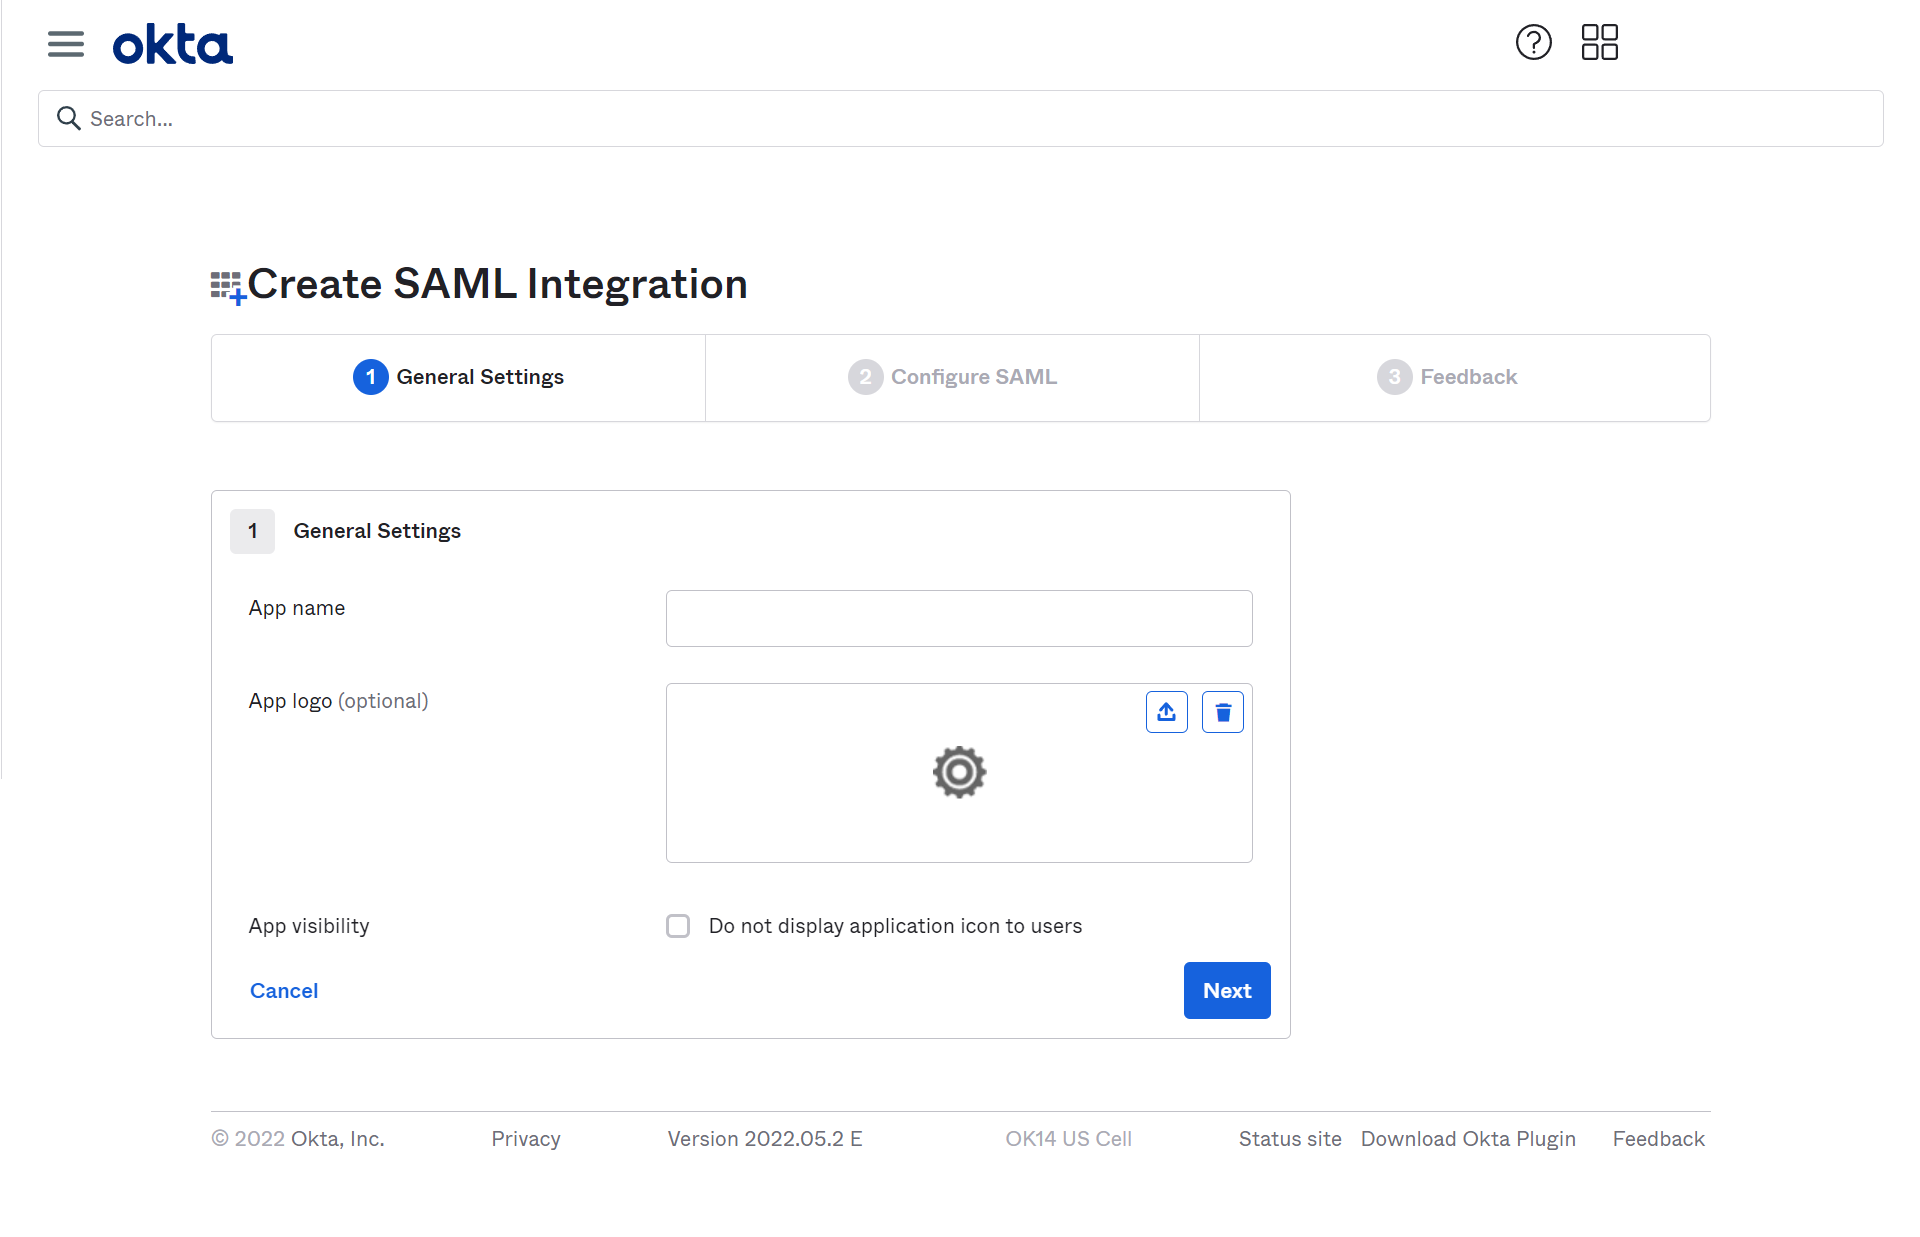 okta
Search...
Create SAML Integration
1 General Settings
2 Configure SAML
3 Feedback
1 General Settings
App name
App logo (optional)
App visibility
Do not display application icon to users
Cancel
Next
© 2022 Okta, Inc.
Privacy
Version 2022.05.2 E
OK14 US Cell
Status site
Download Okta Plugin
Feedback